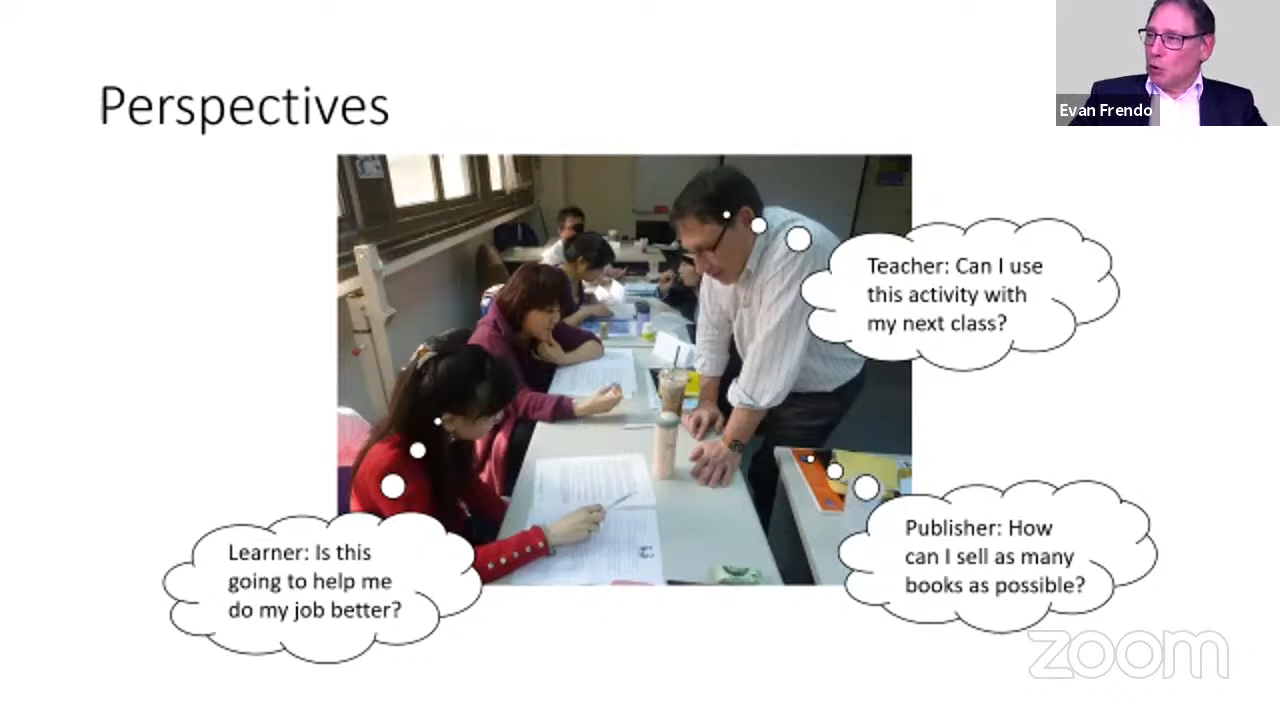 Evan Frendo
Perspectives
Teacher: Can I use
this activity with
my next class?
Publisher: How
can I sell as many
books as possible?
Learner: Is this
going to help me
do my job better?
zoom